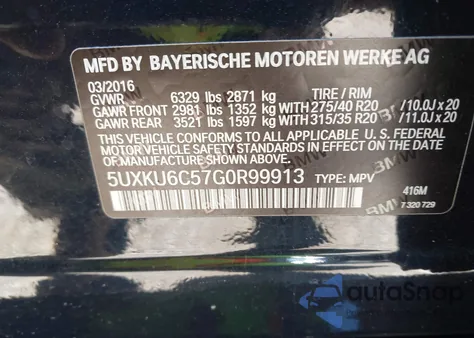 MFD BY BAYERISCHE MOTOREN WERKE AG
03/2016 TIRE / RIM
GVWR 6329 lbs 2871 kg
GAWR FRONT 2981 lbs 1352 kg WITH 275/40 R20 /10.0J x 20
GAWR REAR 3521 lbs 1597 kg WITH 315/35 R20 /11.0J x 20
THIS VEHICLE CONFORMS TO ALL APPLICABLE U. S. FEDERAL
MOTOR VEHICLE SAFETY STANDARDS IN EFFECT ON THE
DATE OF MANUFACTURE SHOWN ABOVE.
5UXKU6C57G0R99913 TYPE: MPV
416M
7 320 729
autoSnap